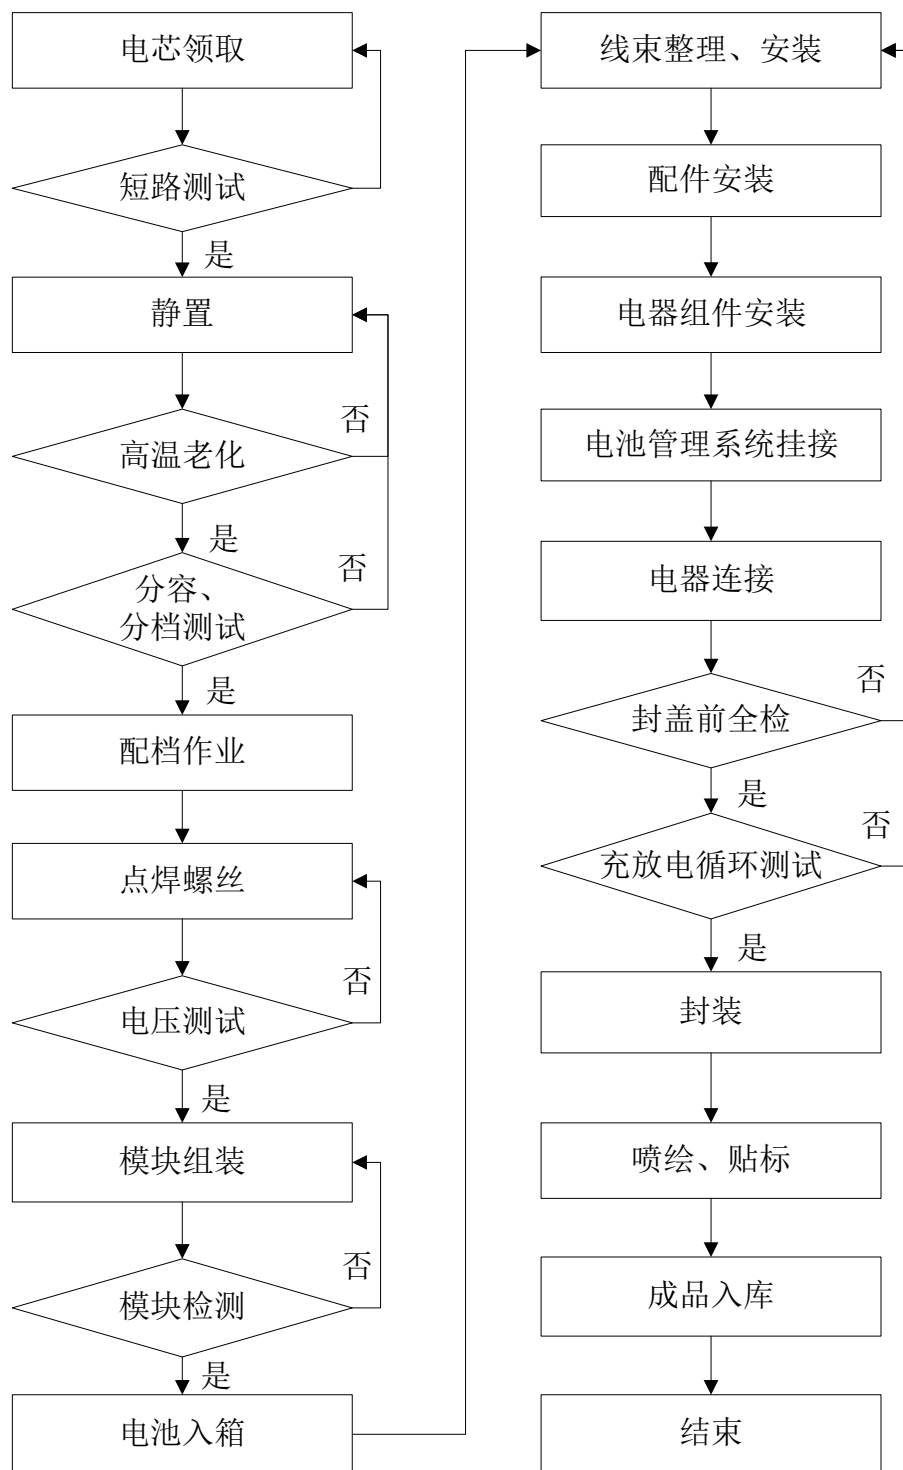 电芯领取
短路测试
是
静置
否
高温老化
是
否
分容、
分档测试
是
配档作业
点焊螺丝
否
电压测试
是
模块组装
否
模块检测
是
电池入箱
线束整理、安装
配件安装
电器组件安装
电池管理系统挂接
电器连接
否
封盖前全检
是
否
充放电循环测试
是
封装
喷绘、贴标
成品入库
结束